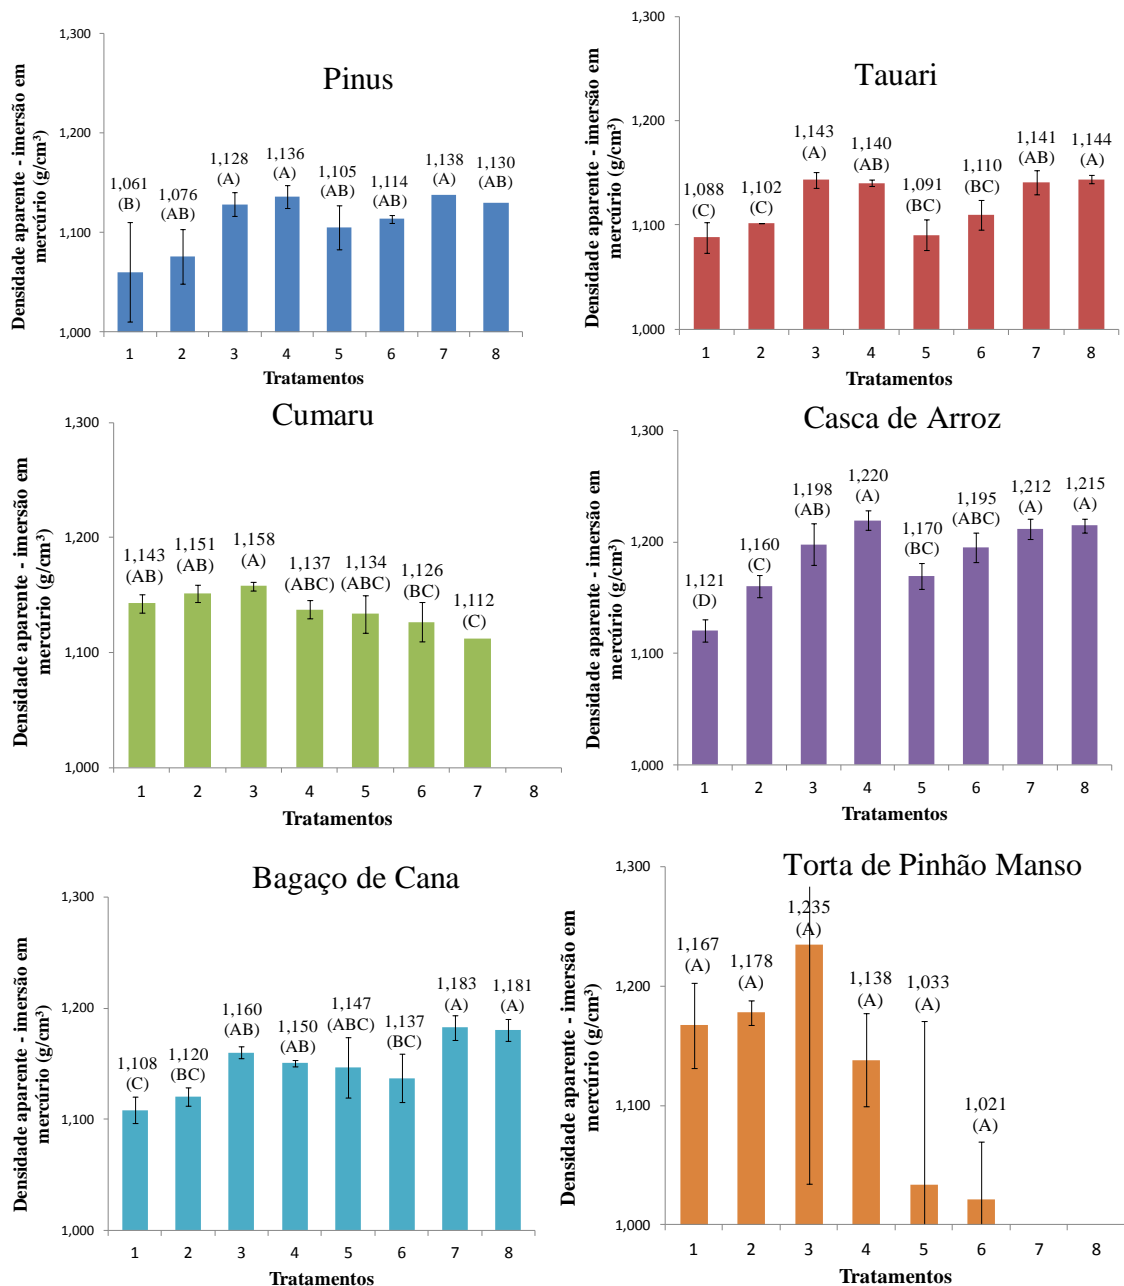 Pinus
Densidade aparente - imersão em
mercúrio (g/cm³)
1,300
1,200
1,100
1,000
1,061
(B)
1,076
(AB)
1,128
(A)
1,136
(A)
1,105
(AB)
1,114
(AB)
1,138
(A)
1,130
(AB)
1 2 3 4 5 6 7 8
Tratamentos
Tauari
Densidade aparente - imersão em
mercúrio (g/cm³)
1,300
1,200
1,100
1,000
1,088
(C)
1,102
(C)
1,143
(A)
1,140
(AB)
1,091
(BC)
1,110
(BC)
1,141
(AB)
1,144
(A)
1 2 3 4 5 6 7 8
Tratamentos
Cumaru
Densidade aparente - imersão em
mercúrio (g/cm³)
1,300
1,200
1,100
1,000
1,143
(AB)
1,151
(AB)
1,158
(A)
1,137
(ABC)
1,134
(ABC)
1,126
(BC)
1,112
(C)
1 2 3 4 5 6 7 8
Tratamentos
Casca de Arroz
Densidade aparente - imersão em
mercúrio (g/cm³)
1,300
1,200
1,100
1,000
1,121
(D)
1,160
(C)
1,198
(AB)
1,220
(A)
1,170
(BC)
1,195
(ABC)
1,212
(A)
1,215
(A)
1 2 3 4 5 6 7 8
Tratamentos
Bagaço de Cana
Densidade aparente - imersão em
mercúrio (g/cm³)
1,300
1,200
1,100
1,000
1,108
(C)
1,120
(BC)
1,160
(AB)
1,150
(AB)
1,147
(ABC)
1,137
(BC)
1,183
(A)
1,181
(A)
1 2 3 4 5 6 7 8
Tratamentos
Torta de Pinhão Manso
Densidade aparente - imersão em
mercúrio (g/cm³)
1,300
1,200
1,100
1,000
1,167
(A)
1,178
(A)
1,235
(A)
1,138
(A)
1,033
(A)
1,021
(A)
1 2 3 4 5 6 7 8
Tratamentos